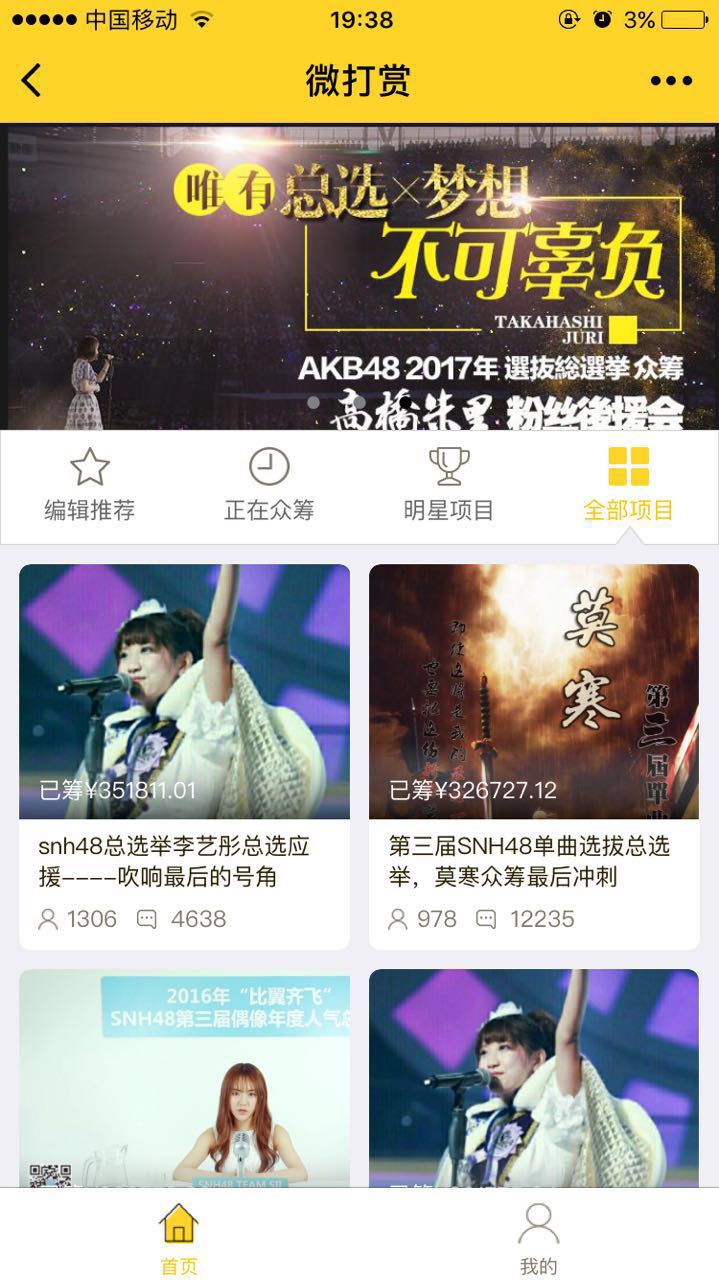 中国移动
19:38
3%
微打赏
唯有总选×梦想
不可辜负
TAKAHASHI
JURI
AKB48 2017年 選抜総選挙 众筹
高橋朱里 粉丝後援会
编辑推荐
正在众筹
明星项目
全部项目
已筹¥351811.01
snh48总选举李艺彤总选应
援----吹响最后的号角
1306
4638
莫寒
第三届單曲
已筹¥326727.12
第三届SNH48单曲选拔总选
举，莫寒众筹最后冲刺
978
12235
2016年“比翼齐飞”
SNH48第三届偶像年度人气总
SNH48 TEAM SII
首页
我的